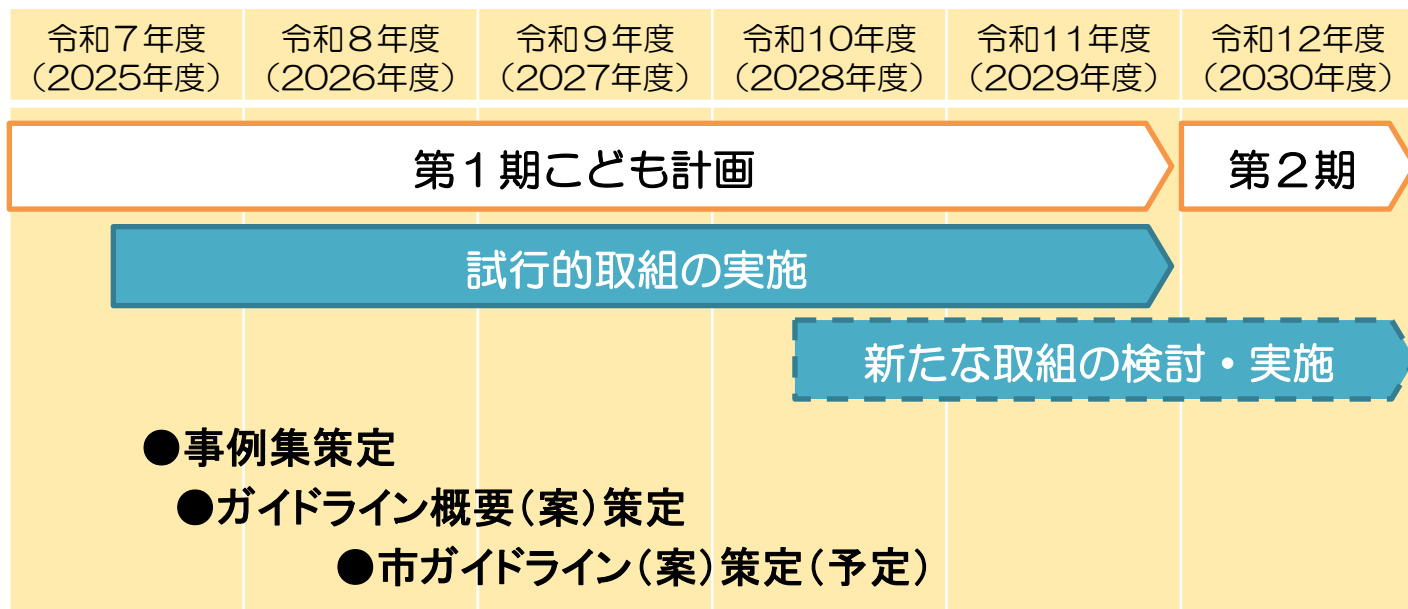 令和７年度
（2025年度）
令和８年度
（2026年度）
令和９年度
（2027年度）
令和10年度
（2028年度）
令和11年度
（2029年度）
令和12年度
（2030年度）
第１期こども計画
第２期
試行的取組の実施
新たな取組の検討・実施
●事例集策定
●ガイドライン概要（案）策定
●市ガイドライン（案）策定（予定）